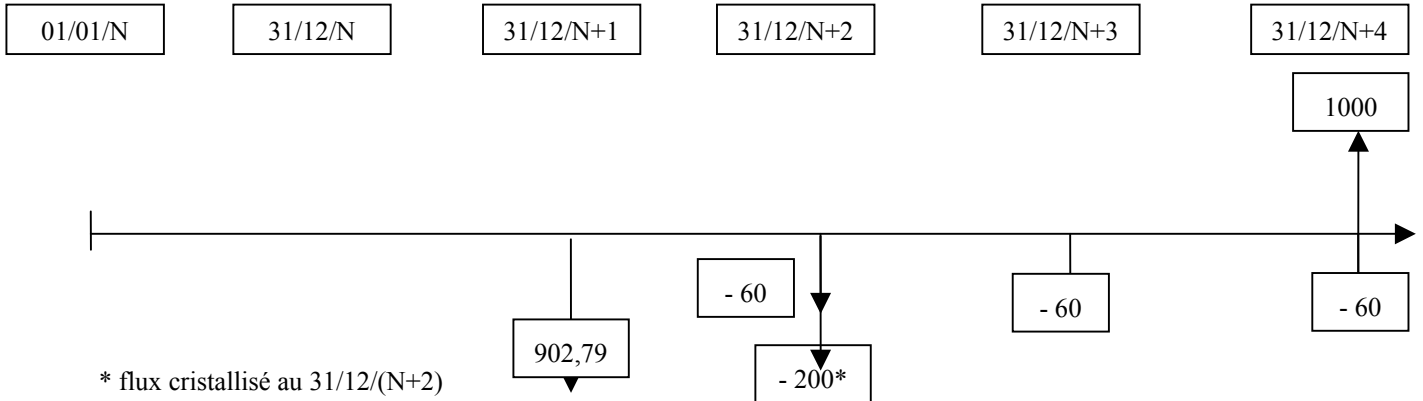 01/01/N 31/12/N 31/12/N+1 31/12/N+2 31/12/N+3 31/12/N+4
1000
- 60 - 60 - 60
902,79 - 200*
* flux cristallisé au 31/12/(N+2)